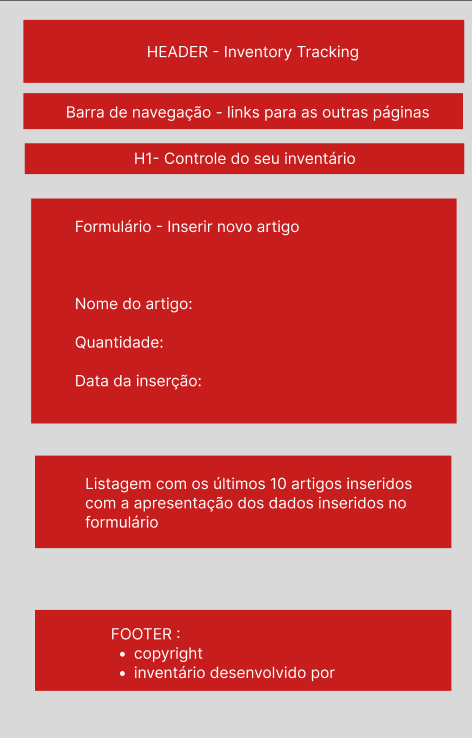 HEADER - Inventory Tracking
Barra de navegação - links para as outras páginas
H1- Controle do seu inventário
Formulário - Inserir novo artigo
Nome do artigo:
Quantidade:
Data da inserção:
Listagem com os últimos 10 artigos inseridos
com a apresentação dos dados inseridos no
formulário
FOOTER :
• copyright
• inventário desenvolvido por